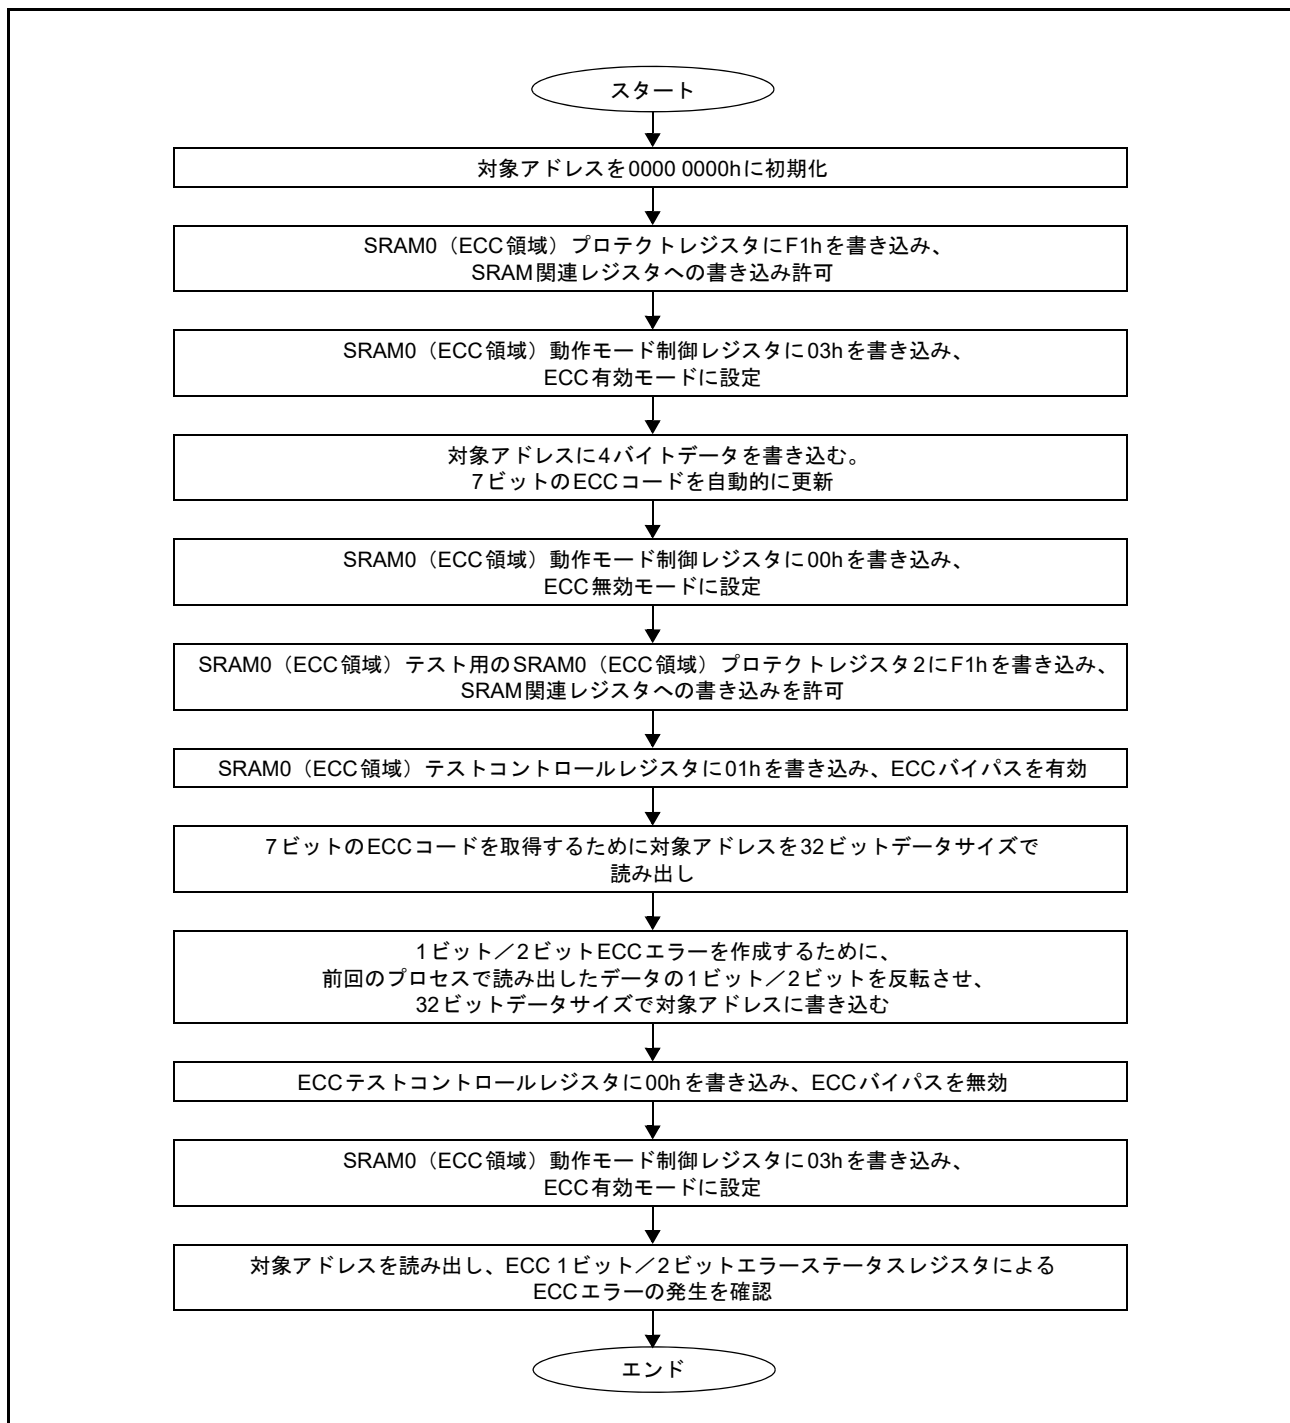 スタート
対象アドレスを0000 0000hに初期化
SRAM0（ECC領域）プロテクトレジスタにF1hを書き込み、
SRAM関連レジスタへの書き込み許可
SRAM0（ECC領域）動作モード制御レジスタに03hを書き込み、
ECC有効モードに設定
対象アドレスに4バイトデータを書き込む。
7ビットのECCコードを自動的に更新
SRAM0（ECC領域）動作モード制御レジスタに00hを書き込み、
ECC無効モードに設定
SRAM0（ECC領域）テスト用のSRAM0（ECC領域）プロテクトレジスタ2にF1hを書き込み、
SRAM関連レジスタへの書き込みを許可
SRAM0（ECC領域）テストコントロールレジスタに01hを書き込み、ECCバイパスを有効
7ビットのECCコードを取得するために対象アドレスを32ビットデータサイズで
読み出し
1ビット／2ビットECCエラーを作成するために、
前回のプロセスで読み出したデータの1ビット／2ビットを反転させ、
32ビットデータサイズで対象アドレスに書き込む
ECCテストコントロールレジスタに00hを書き込み、ECCバイパスを無効
SRAM0（ECC領域）動作モード制御レジスタに03hを書き込み、
ECC有効モードに設定
対象アドレスを読み出し、ECC 1ビット／2ビットエラーステータスレジスタによる
ECCエラーの発生を確認
エンド